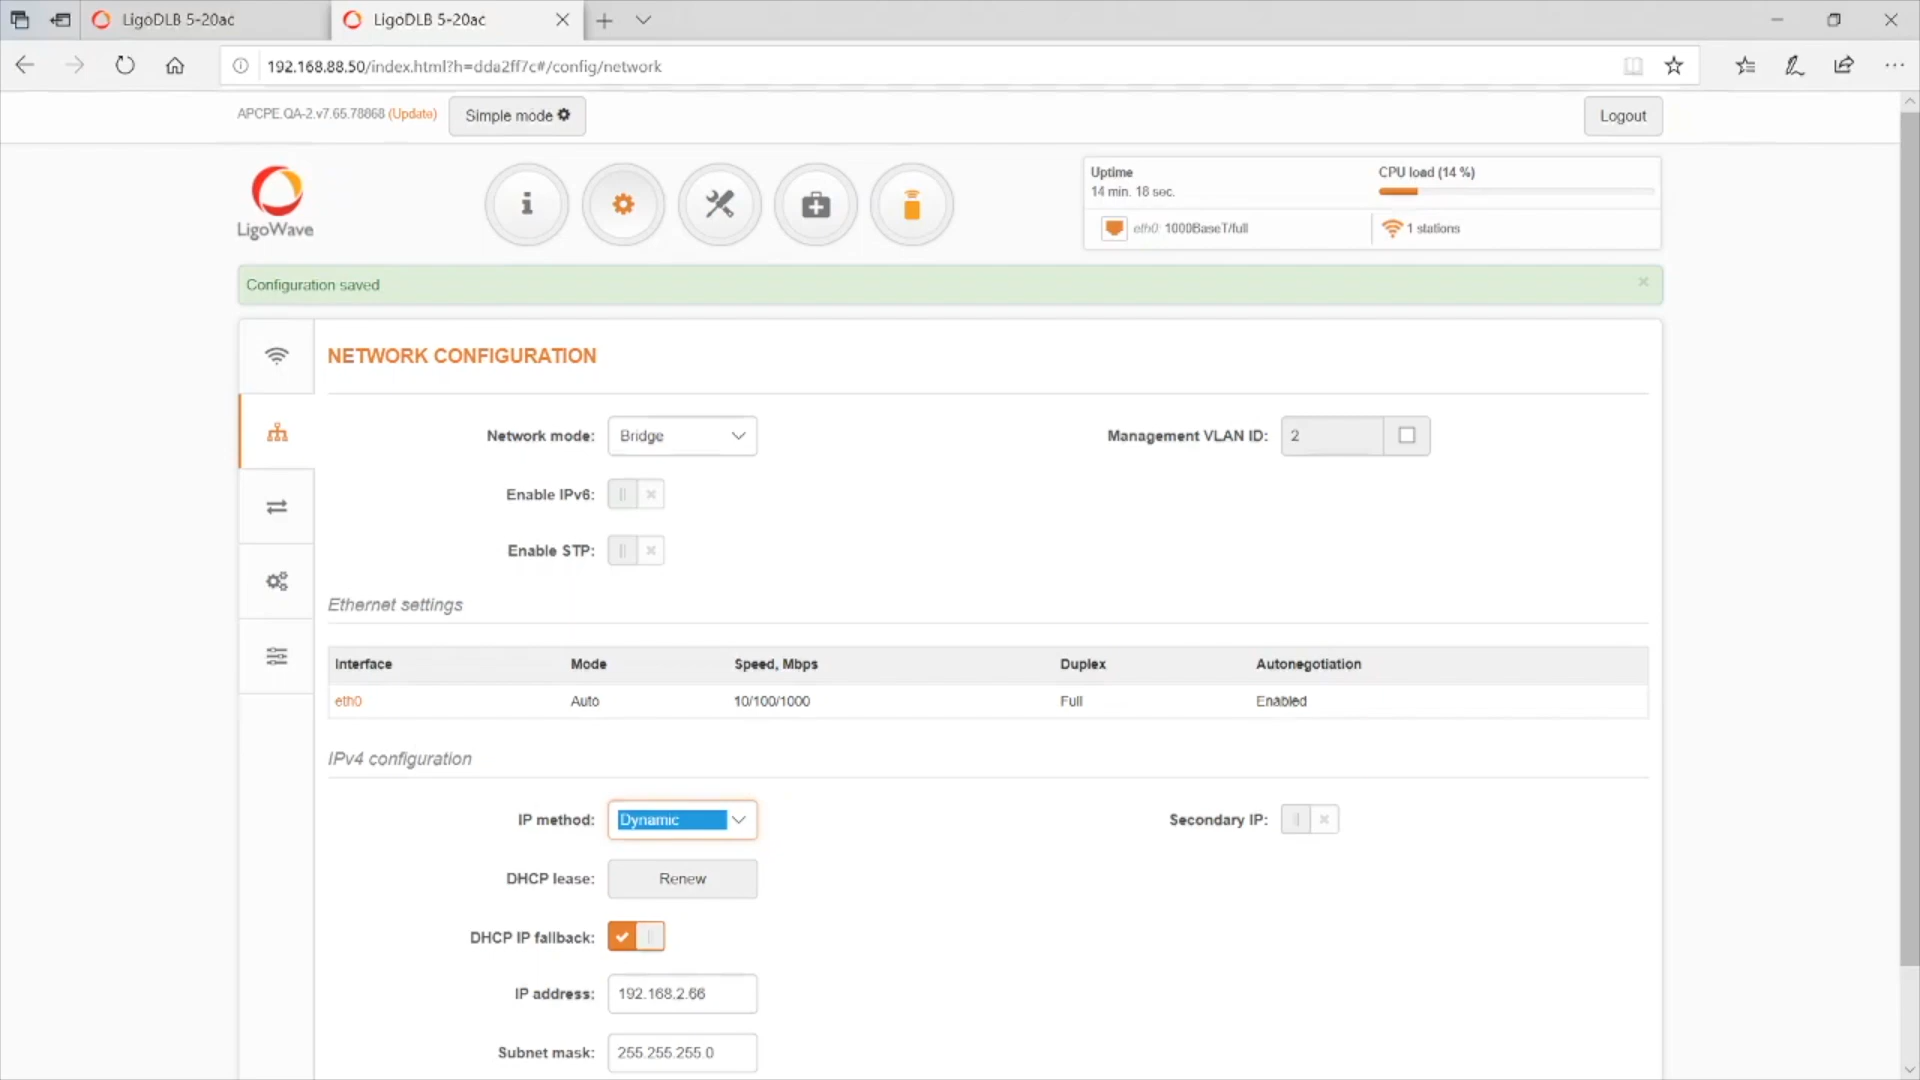 LigoDLB 5-20ac
LigoDLB 5-20ac
192.168.88.50/index.html?h=dda2ff7c#/config/network
APCPE.QA-2.v7.65.78868 (Update)
Simple mode
Logout
LigoWave
Uptime
14 min. 18 sec.
CPU load (14 %)
eth0: 1000BaseT/full
1 stations
Configuration saved
NETWORK CONFIGURATION
Network mode: Bridge
Management VLAN ID: 2
Enable IPv6:
Enable STP:
Ethernet settings
Interface Mode Speed, Mbps Duplex Autonegotiation
eth0 Auto 10/100/1000 Full Enabled
IPv4 configuration
IP method: Dynamic
Secondary IP:
DHCP lease: Renew
DHCP IP fallback:
IP address: 192.168.2.66
Subnet mask: 255.255.255.0